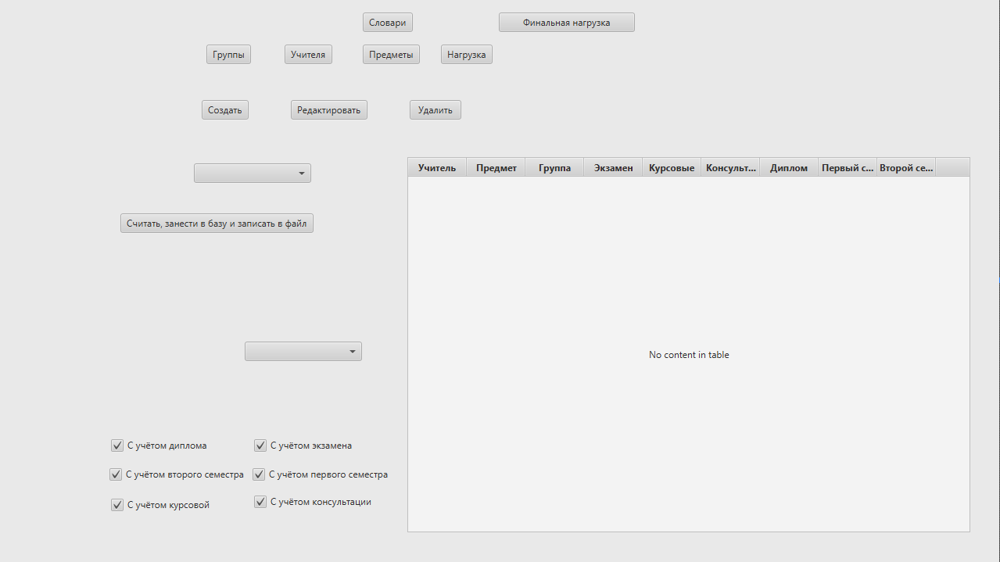 Словари
Финальная нагрузка
Группы
Учителя
Предметы
Нагрузка
Создать
Редактировать
Удалить
Учитель
Предмет
Группа
Экзамен
Курсовые
Консульт...
Диплом
Первый с...
Второй се...
Считать, занести в базу и записать в файл
No content in table
С учётом диплома
С учётом экзамена
С учётом второго семестра
С учётом первого семестра
С учётом курсовой
С учётом консультации